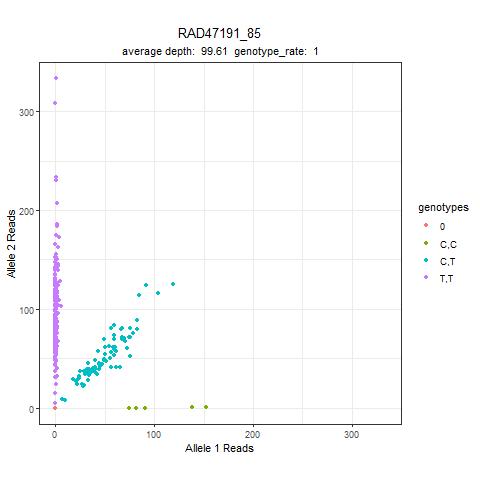 RAD47191_85
average depth:  99.61  genotype_rate:  1
300
200
100
0
Allele 2 Reads
0 100 200 300
Allele 1 Reads
genotypes
0
C,C
C,T
T,T